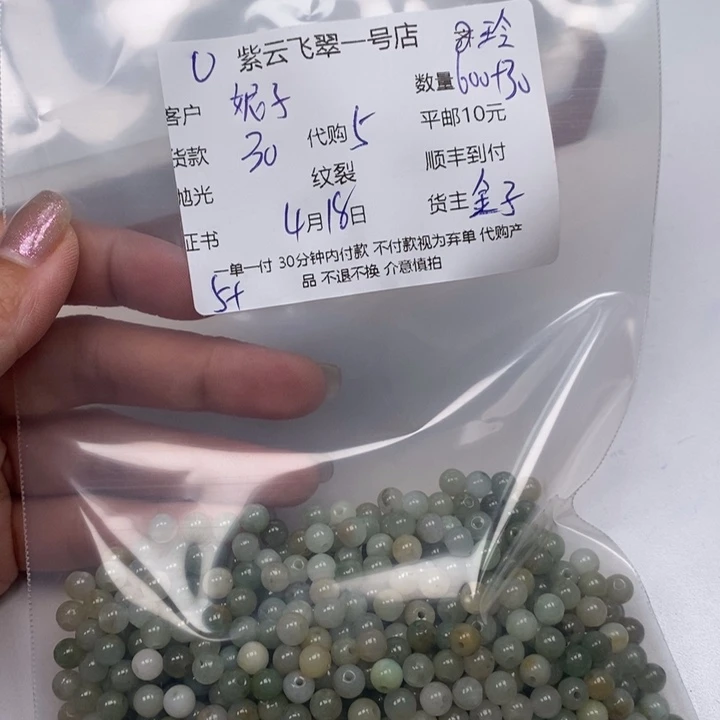 U 紫云飞翠一号店 玲
客户 妮子 数量 600+30
货款 30 代购 5 平邮10元
抛光 纹裂 顺丰到付
证书 4月18日 货主 金子
一单一付 30分钟内付款 不付款视为弃单 代购产
品 不退不换 介意慎拍
5+